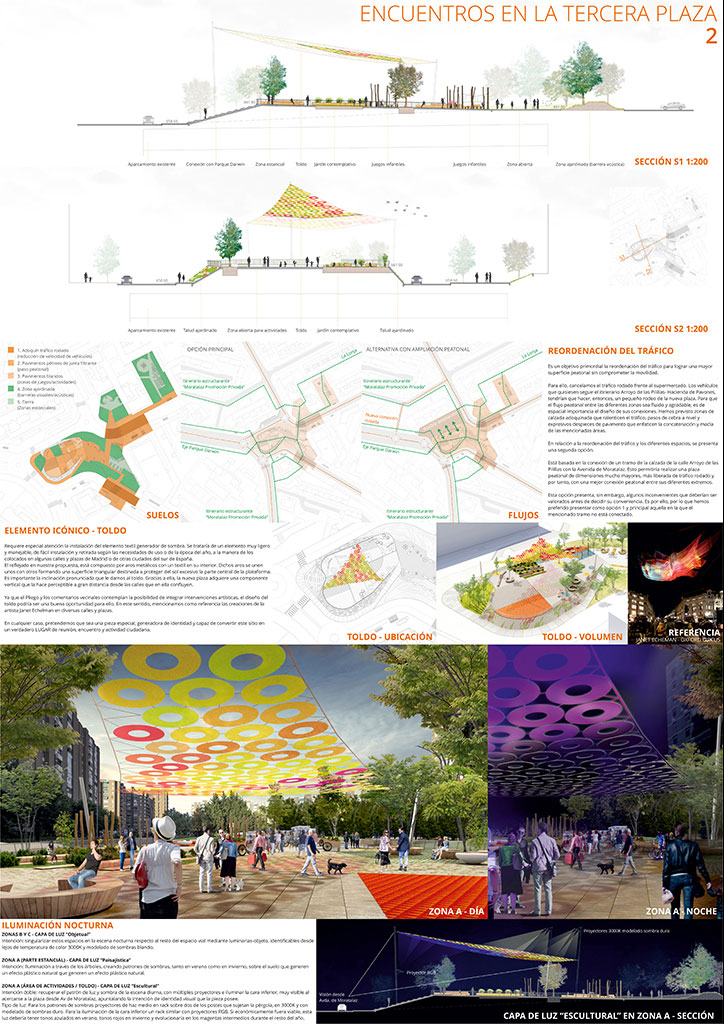 ENCUENTROS EN LA TERCERA PLAZA
2
Aparcamiento existente
Conexión con Parque Darwin
Zona estancial
Toldo
Jardín contemplativo
Juegos infantiles
Juegos infantiles
Zona abierta
Zona ajardinada (barrera acústica)
SECCIÓN S1 1:200
Aparcamiento existente
Talud ajardinado
Zona abierta para actividades
Toldo
Jardín contemplativo
Talud ajardinado
SECCIÓN S2 1:200
1. Adoquín tráfico rodado
(reducción de velocidad de vehículos)
2. Pavimentos pétreos de junta filtrante
(paso peatonal)
3. Pavimentos blandos
(zonas de juegos/actividades)
4. Zona ajardinada
(barreras visuales/acústicas)
5. Tierra
(Zonas estanciales)
SUELOS
OPCIÓN PRINCIPAL
La Lonja
Itinerario estructurante
"Moratalaz Promoción Privada"
Eje Parque Darwin
Itinerario estructurante
"Moratalaz Promoción Privada"
ALTERNATIVA CON AMPLIACIÓN PEATONAL
La Lonja
Itinerario estructurante
"Moratalaz Promoción Privada"
Eje Parque Darwin
Itinerario estructurante
"Moratalaz Promoción Privada"
FLUJOS
REORDENACIÓN DEL TRÁFICO
Es un objetivo primordial la reordenación del tráfico para lograr una mayor
superficie peatonal sin comprometer la movilidad.
Para ello, cancelamos el tráfico rodado frente al supermercado. Los vehículos
que quisiesen seguir el itinerario Arroyo de las Pilillas- Hacienda de Pavones,
tendrían que hacer, entonces, un pequeño rodeo de la nueva plaza. Para que
el flujo peatonal entre las diferentes zonas sea fluido y agradable, es de
especial importancia el diseño de sus conexiones. Hemos previsto zonas de
calzada adoquinada que ralenticen el tráfico; pasos de cebra a nivel y
expresivos despieces de pavimento que enfaticen la concatenación y macla
de las mencionadas áreas.
En relación a la reordenación del tráfico y los diferentes espacios, se presenta
una segunda opción.
Está basada en la conexión de un tramo de la calzada de la calle Arroyo de las
Pilillas con la Avenida de Moratalaz. Esto permitiría realizar una plaza
peatonal de dimensiones mucho mayores, más liberada de tráfico rodado y
por tanto, con una mejor conexión peatonal entre sus diferentes extremos.
Esta opción presenta, sin embargo, algunos inconvenientes que deberían ser
valorados antes de decidir su conveniencia. Es por ello, por lo que hemos
preferido presentar como opción 1 y principal aquella en la que el
mencionado tramo no está conectado.
ELEMENTO ICÓNICO - TOLDO
Requiere especial atención la instalación del elemento textil generador de sombra. Se trataría de un elemento muy ligero
y manejable, de fácil instalación y retirada según las necesidades de uso o de la época del año, a la manera de los
colocados en algunas calles y plazas de Madrid o de otras ciudades del sur de España.
El reflejado en nuestra propuesta, está compuesto por aros metálicos con un textil en su interior. Dichos aros se unen
unos con otros formando una superficie triangular destinada a proteger del sol excesivo la parte central de la plataforma.
Es importante la inclinación pronunciada que le damos al toldo. Gracias a ella, la nueva plaza adquiere una componente
vertical que la hace perceptible a gran distancia desde las calles que en ella confluyen.
Ya que el Pliego y los comentarios vecinales contemplan la posibilidad de integrar intervenciones artísticas, el diseño del
toldo podría ser una buena oportunidad para ello. En este sentido, mencionamos como referencia las creaciones de la
artista Janet Echelman en diversas calles y plazas.
En cualquier caso, pretendemos que sea una pieza especial, generadora de identidad y capaz de convertir este sitio en
un verdadero LUGAR de reunión, encuentro y actividad ciudadana.
TOLDO - UBICACIÓN
TOLDO - VOLUMEN
REFERENCIA
ZONA A - DÍA
ZONA A - NOCHE
ILUMINACIÓN NOCTURNA
ZONAS B Y C - CAPA DE LUZ "Objetual"
Intención: singularizar estos espacios en la escena nocturna respecto al resto del espacio vial mediante luminarias-objeto, identificables desde
lejos de temperatura de color 3000K y modelado de sombras blando.
ZONA A (PARTE ESTANCIAL) - CAPA DE LUZ "Paisajística"
Intención: Iluminación a través de los árboles, creando patrones de sombras, tanto en verano como en invierno, sobre el suelo que generen
un efecto plástico natural que generen un efecto plástico natural.
ZONA A (ÁREA DE ACTIVIDADES / TOLDO) - CAPA DE LUZ "Escultural"
Intención doble: recuperar el patrón de luz y sombra de la escena diurna, con múltiples proyectores e iluminar la cara inferior, muy visible al
acercarse a la plaza desde Av de Moratalaz, apuntalando la intención de identidad visual que la pieza posee.
Tipo de luz: Para los patrones de sombras proyectores de haz medio en rack sobre dos de los postes que sujetan la pérgola, en 3000K y con
modelado de sombras duro. Para la iluminación de la cara inferior un rack similar con proyectores RGB. Si económicamente fuera viable, esta
luz debería tener tonos azulados en verano, tonos rojos en invierno y evolucionaría en los magentas intermedios durante el resto del año.
Proyectores 3000K modelado sombra dura
Proyector RGB
Visión desde
Avda. de Moratalaz
CAPA DE LUZ "ESCULTURAL" EN ZONA A - SECCIÓN